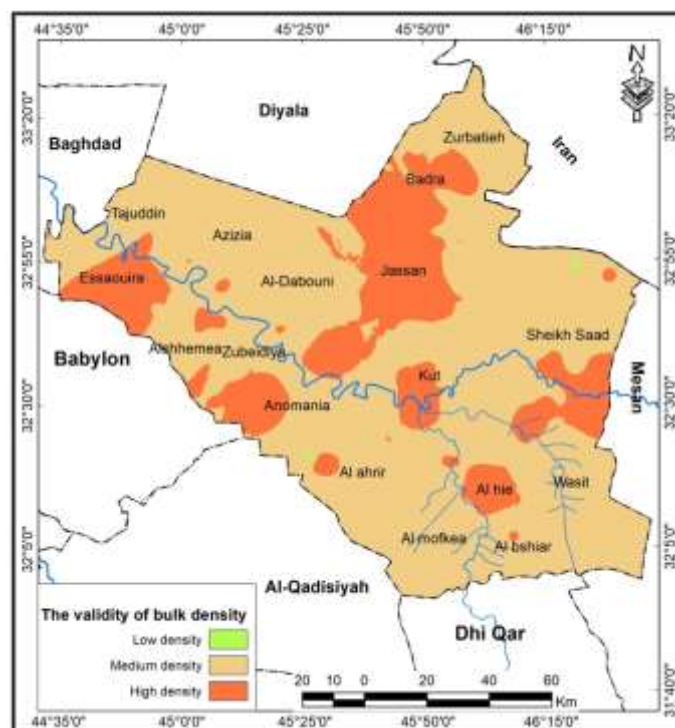 44°35'0" 45°0'0" 45°25'0" 45°50'0" 46°15'0"
N
33°20'0" 33°20'0"
Diyala
Zurbatieh
Iran
Baghdad
Badra
Tajuddin
Azizia
32°55'0" 32°55'0"
Essaouira Al-Dabouni Jassan
Sheikh Saad
Babylon
Alshhemea Zubeidiya
Kut
Mesan
32°30'0" 32°30'0"
Anomania
Al ahrir
Al hie Wasit
Al mofkea Al bshiar
32°5'0" 32°5'0"
Al-Qadisiyah
Dhi Qar
The validity of bulk density
Low density
Medium density
High density
20 10 0 20 40 60
Km
31°40'0"
44°35'0" 45°0'0" 45°25'0" 45°50'0" 46°15'0"